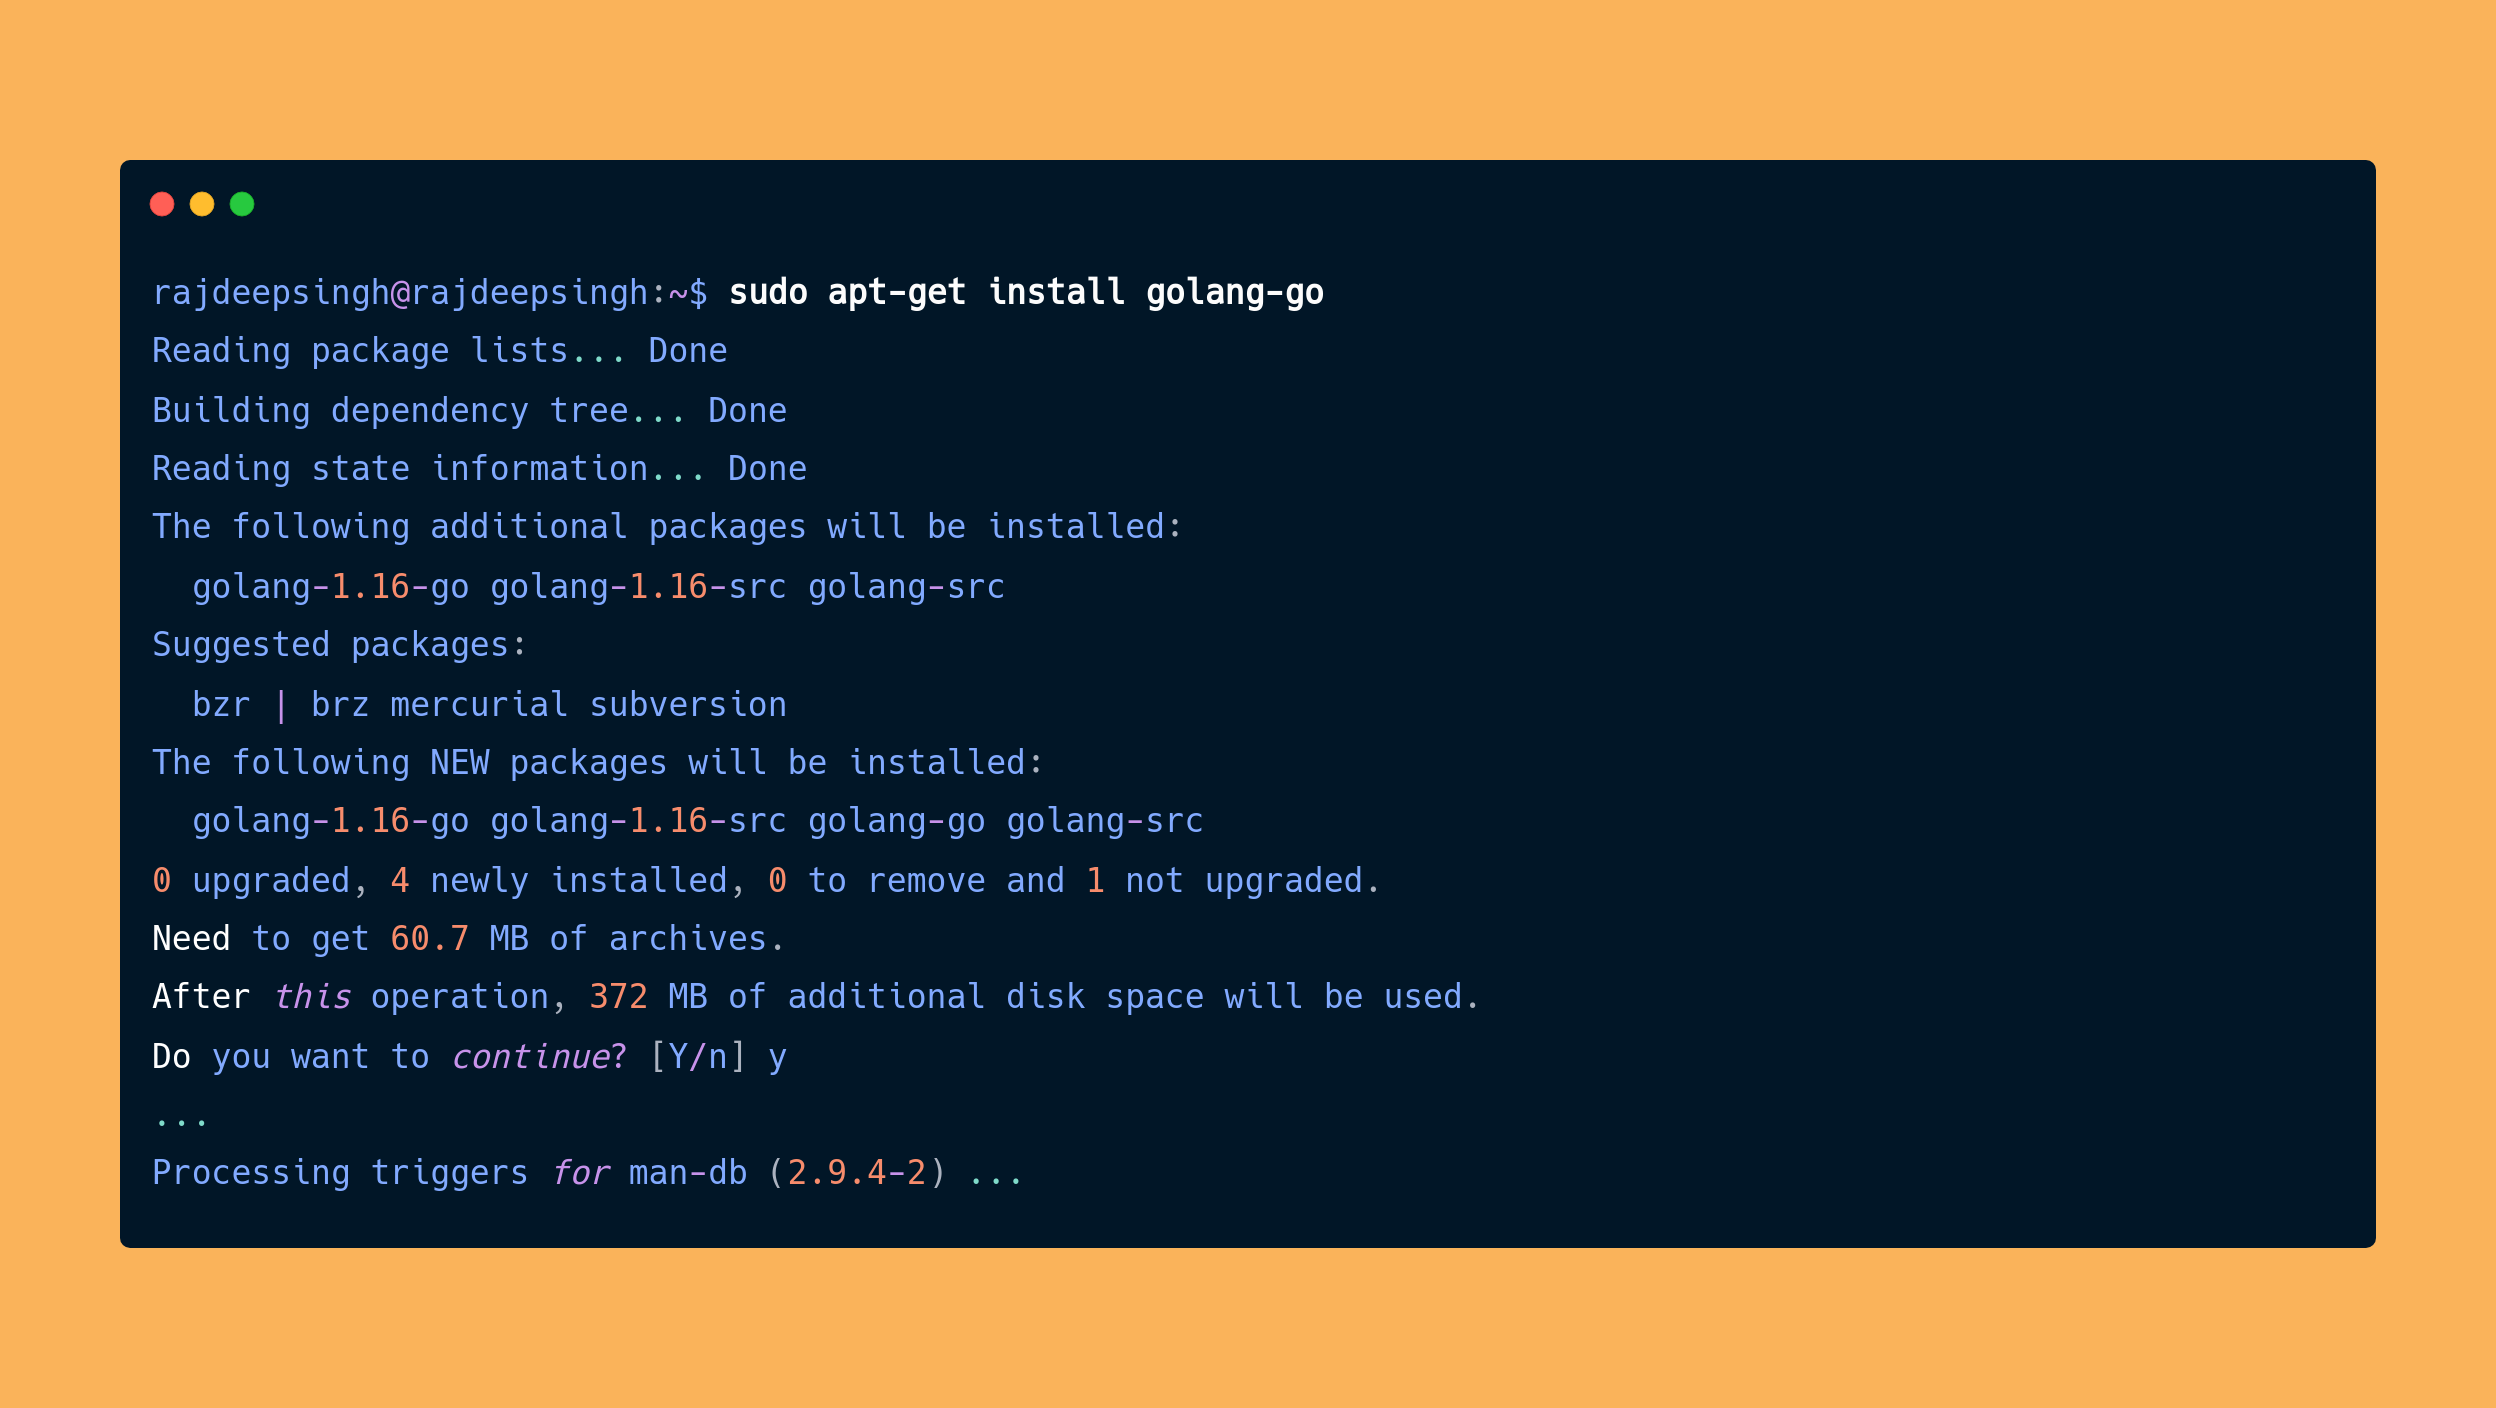 rajdeepsingh@rajdeepsingh:~$ sudo apt-get install golang-go
Reading package lists... Done
Building dependency tree... Done
Reading state information... Done
The following additional packages will be installed:
  golang-1.16-go golang-1.16-src golang-src
Suggested packages:
  bzr | brz mercurial subversion
The following NEW packages will be installed:
  golang-1.16-go golang-1.16-src golang-go golang-src
0 upgraded, 4 newly installed, 0 to remove and 1 not upgraded.
Need to get 60.7 MB of archives.
After this operation, 372 MB of additional disk space will be used.
Do you want to continue? [Y/n] y
...
Processing triggers for man-db (2.9.4-2) ...